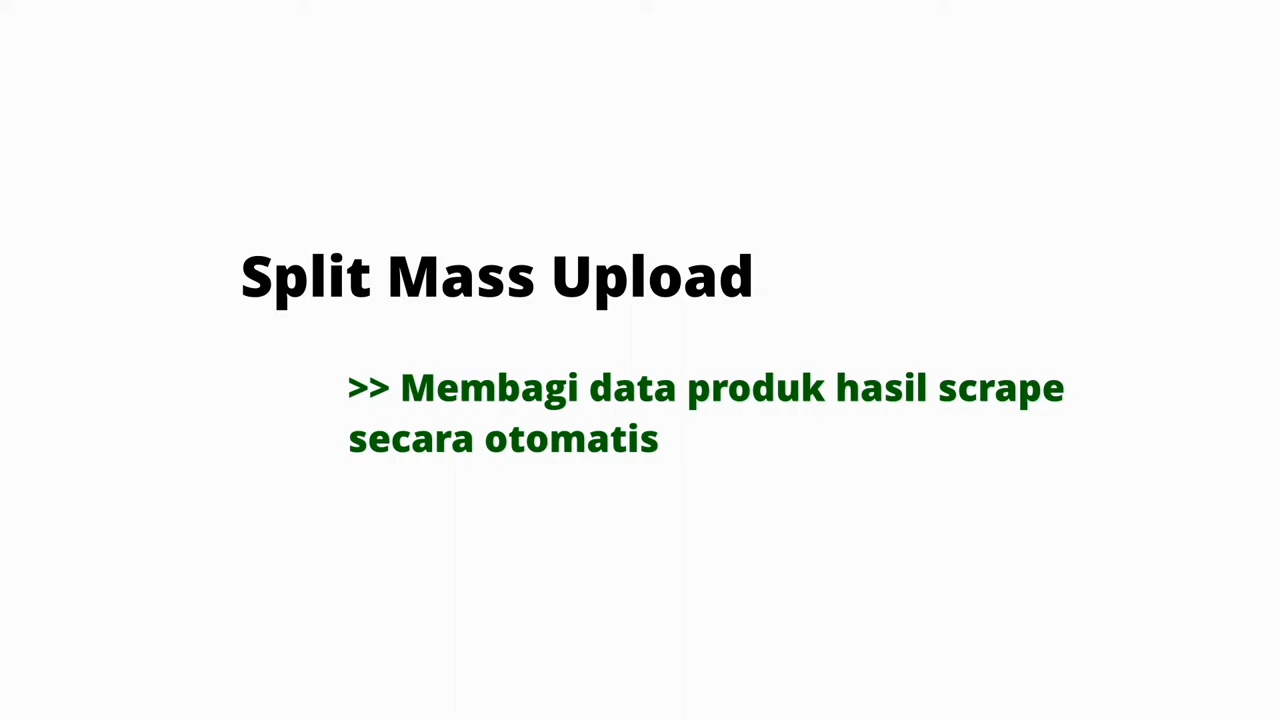 Split Mass Upload
>> Membagi data produk hasil scrape
secara otomatis